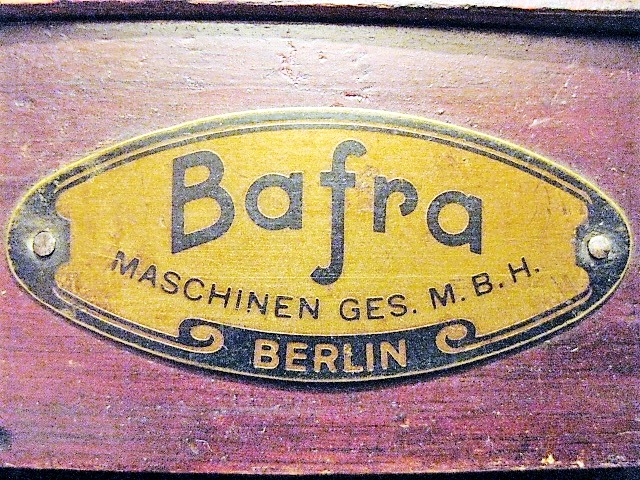 Bafra
MASCHINEN GES. M.B.H.
BERLIN